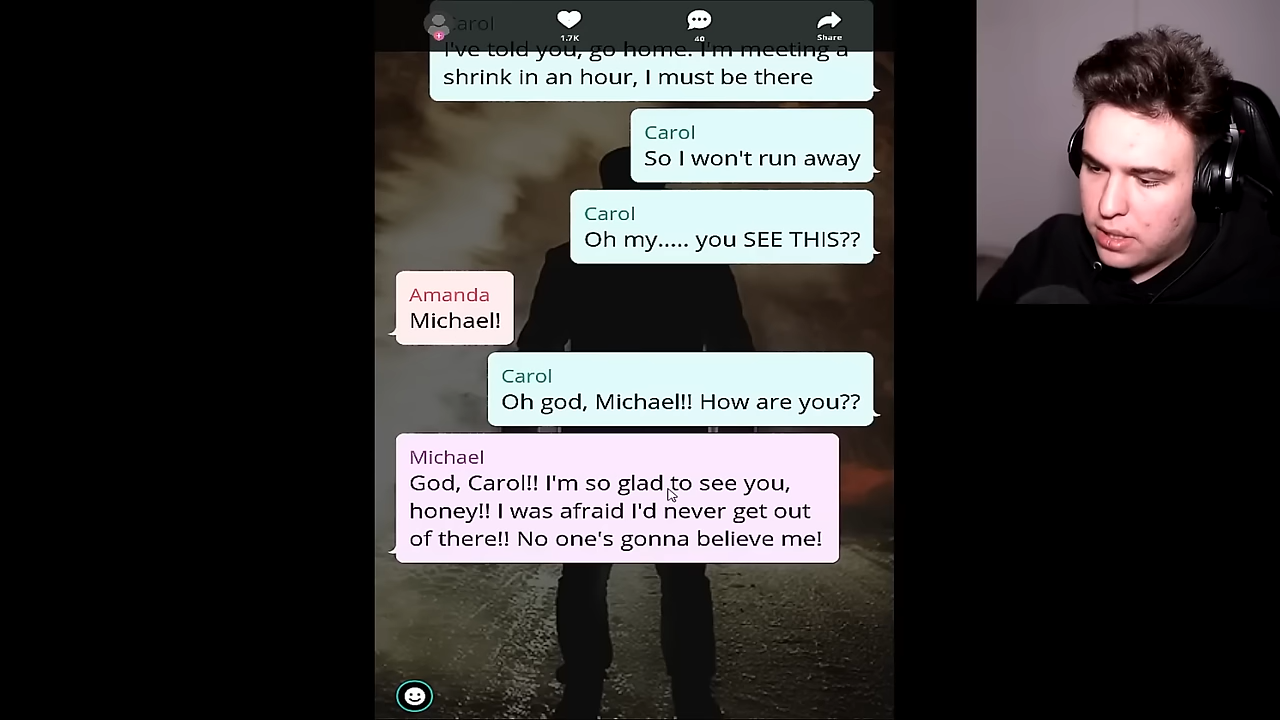 Carol
1.7K
40
Share
I've told you, go home. I'm meeting a
shrink in an hour, I must be there
Carol
So I won't run away
Carol
Oh my..... you SEE THIS??
Amanda
Michael!
Carol
Oh god, Michael!! How are you??
Michael
God, Carol!! I'm so glad to see you,
honey!! I was afraid I'd never get out
of there!! No one's gonna believe me!